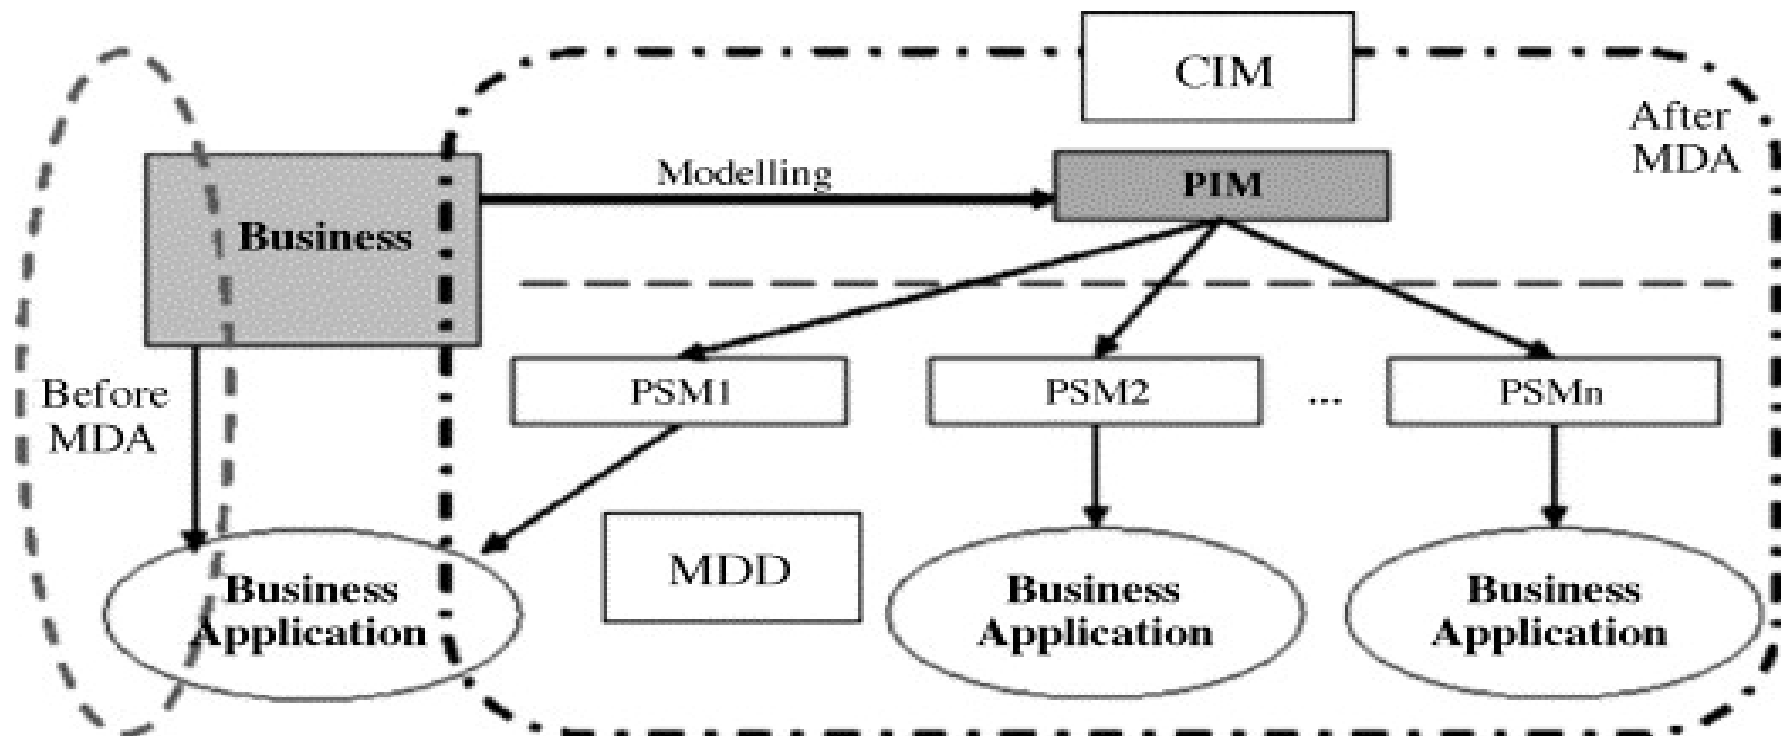 CIM
After
MDA
Modelling
PIM
Business
PSM1
PSM2
...
PSMn
Before
MDA
MDD
Business
Application
Business
Application
Business
Application